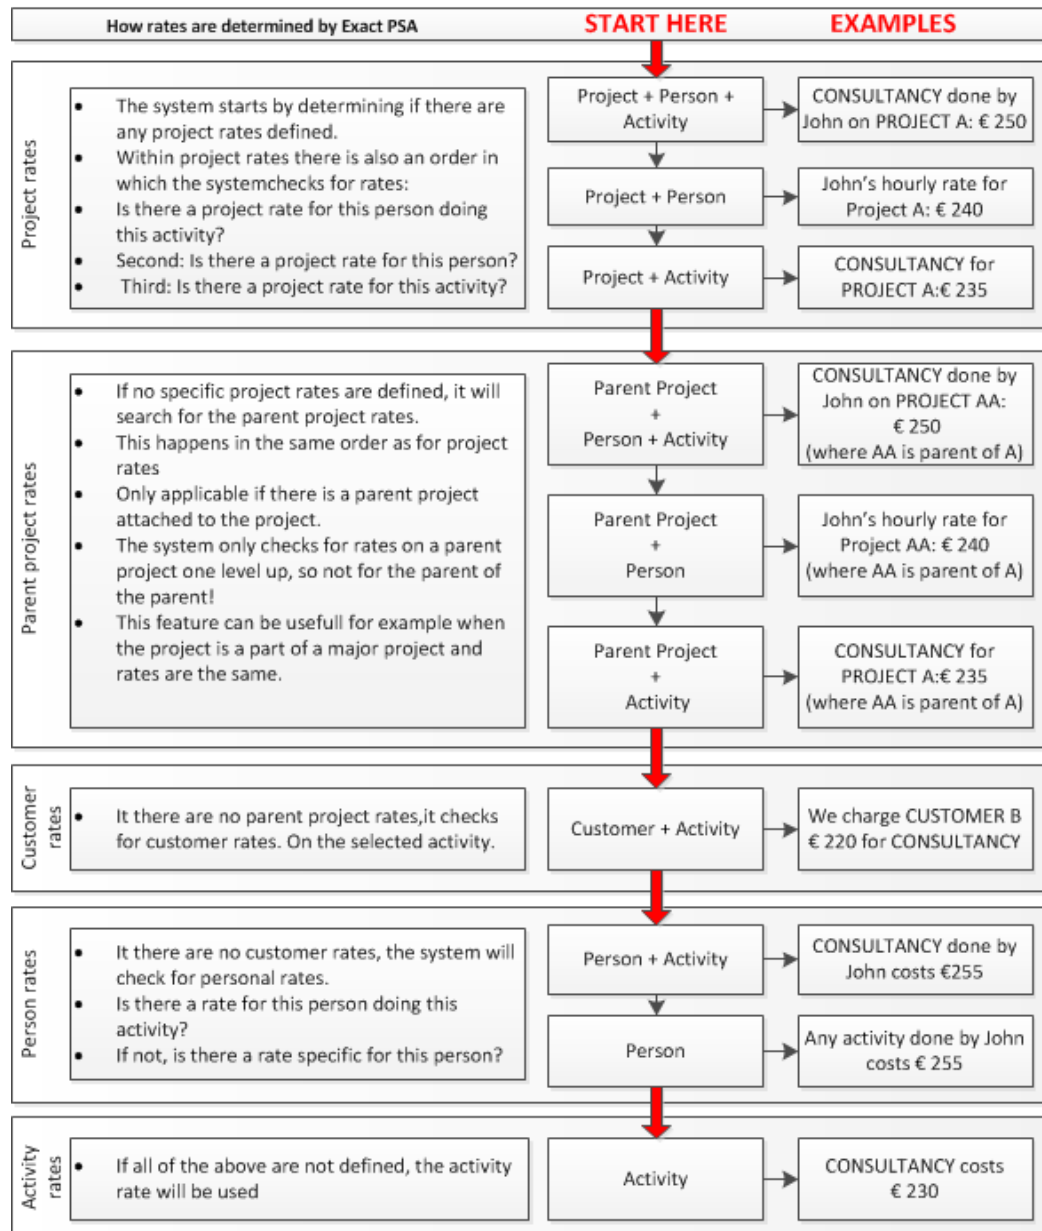 How rates are determined by Exact PSA
START HERE
EXAMPLES
Project rates
• The system starts by determining if there are
any project rates defined.
• Within project rates there is also an order in
which the systemchecks for rates:
• Is there a project rate for this person doing
this activity?
• Second: Is there a project rate for this person?
• Third: Is there a project rate for this activity?
Project + Person +
Activity
CONSULTANCY done by
John on PROJECT A: € 250
Project + Person
John's hourly rate for
Project A: € 240
Project + Activity
CONSULTANCY for
PROJECT A:€ 235
Parent project rates
• If no specific project rates are defined, it will
search for the parent project rates.
• This happens in the same order as for project
rates
• Only applicable if there is a parent project
attached to the project.
• The system only checks for rates on a parent
project one level up, so not for the parent of
the parent!
• This feature can be usefull for example when
the project is a part of a major project and
rates are the same.
Parent Project
+
Person + Activity
CONSULTANCY done by
John on PROJECT AA:
€ 250
(where AA is parent of A)
Parent Project
+
Person
John's hourly rate for
Project AA: € 240
(where AA is parent of A)
Parent Project
+
Activity
CONSULTANCY for
PROJECT A:€ 235
(where AA is parent of A)
Customer
rates
• It there are no parent project rates,it checks
for customer rates. On the selected activity.
Customer + Activity
We charge CUSTOMER B
€ 220 for CONSULTANCY
Person rates
• It there are no customer rates, the system will
check for personal rates.
• Is there a rate for this person doing this
activity?
• If not, is there a rate specific for this person?
Person + Activity
CONSULTANCY done by
John costs €255
Person
Any activity done by John
costs € 255
Activity
rates
• If all of the above are not defined, the activity
rate will be used
Activity
CONSULTANCY costs
€ 230